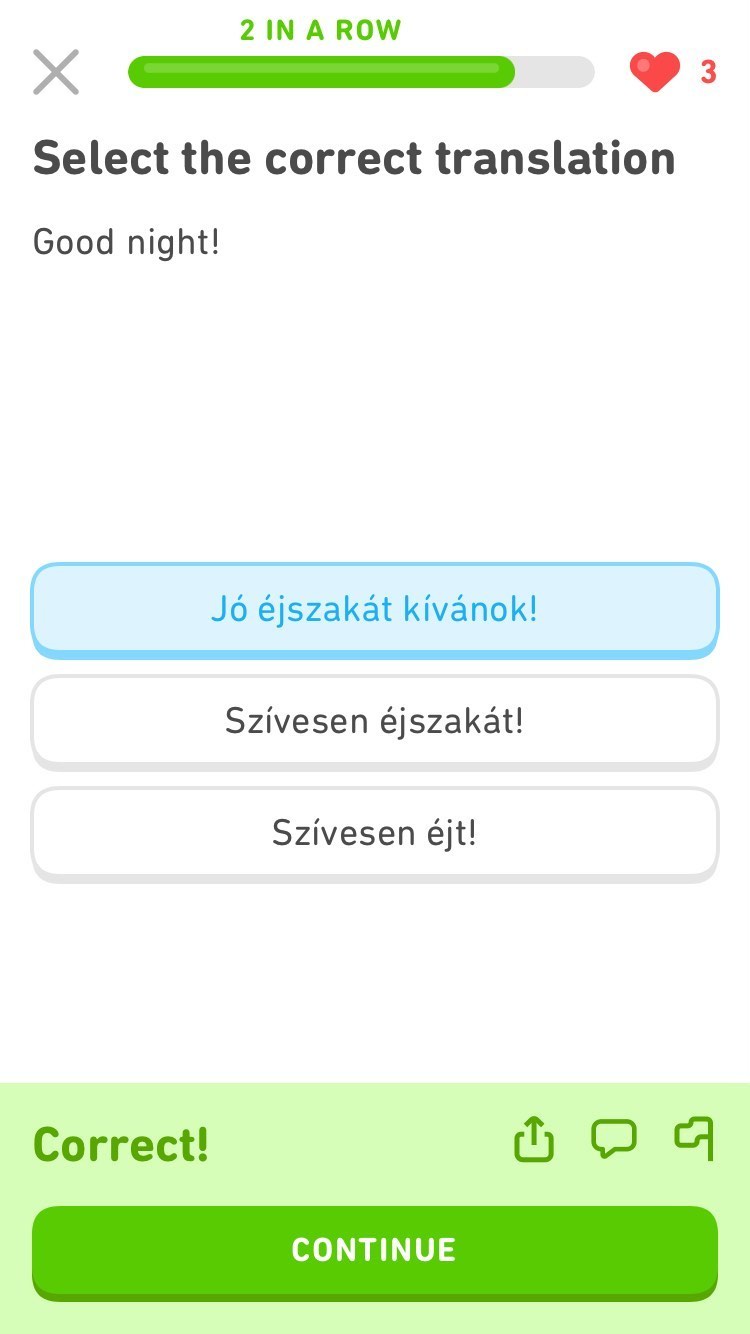 2 IN A ROW
3
Select the correct translation
Good night!
Jó éjszakát kívánok!
Szívesen éjszakát!
Szívesen éjt!
Correct!
CONTINUE